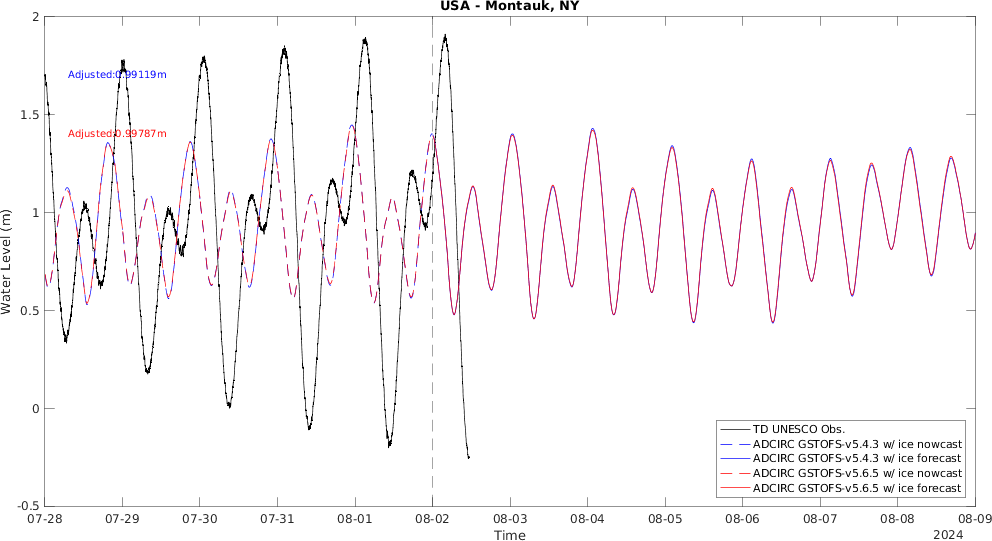 USA - Montauk, NY
2
Adjusted:0.99119m
1.5
Adjusted:0.99787m
1
Water Level (m)
0.5
0
TD UNESCO Obs.
ADCIRC GSTOFS-v5.4.3 w/ ice nowcast
ADCIRC GSTOFS-v5.4.3 w/ ice forecast
ADCIRC GSTOFS-v5.6.5 w/ ice nowcast
ADCIRC GSTOFS-v5.6.5 w/ ice forecast
-0.5
07-28 07-29 07-30 07-31 08-01 08-02 08-03 08-04 08-05 08-06 08-07 08-08 08-09
Time 2024